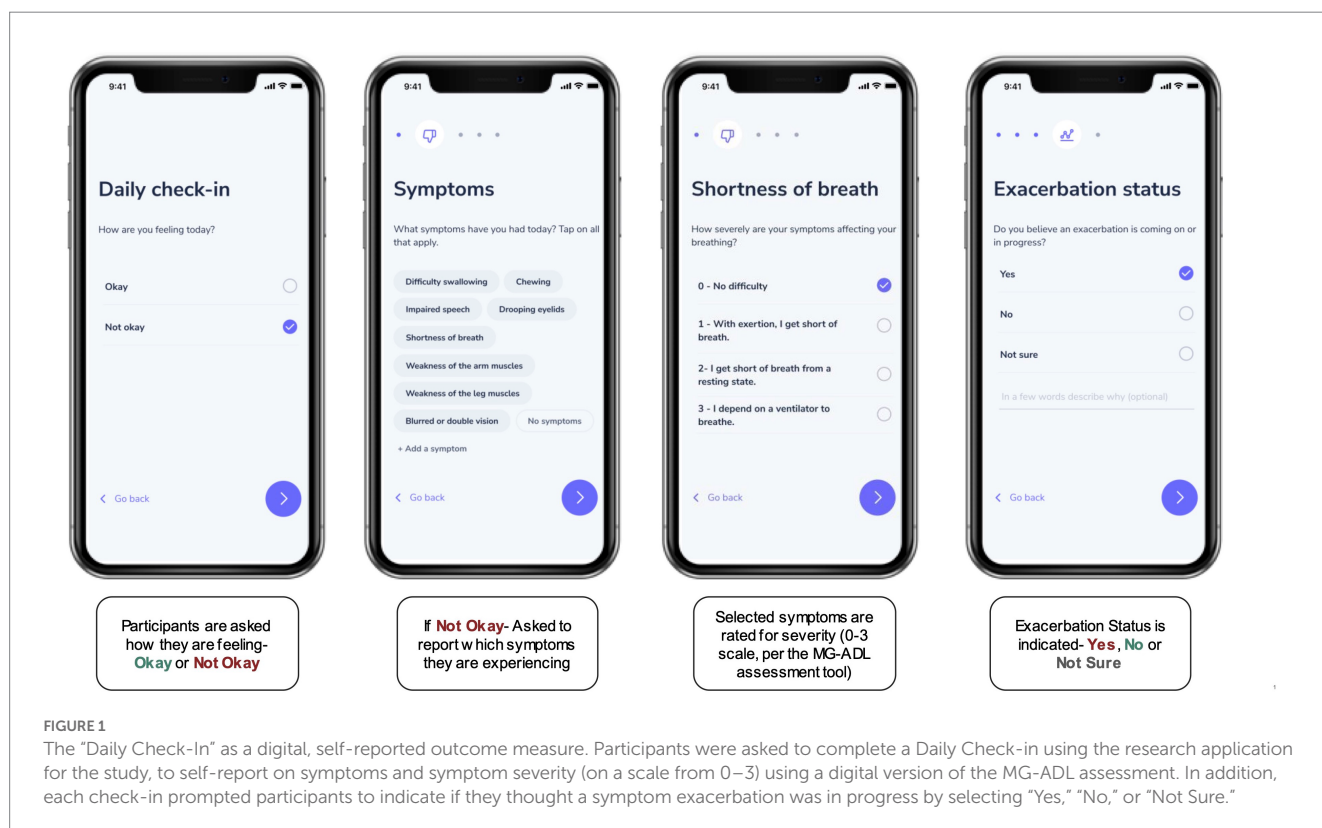 9:41
Daily check-in
How are you feeling today?
Okay
Not okay
Go back
9:41
Symptoms
What symptoms have you had today? Tap on all
that apply.
Difficulty swallowing
Chewing
Impaired speech
Drooping eyelids
Shortness of breath
Weakness of the arm muscles
Weakness of the leg muscles
Blurred or double vision
No symptoms
+ Add a symptom
Go back
9:41
Shortness of breath
How severely are your symptoms affecting your
breathing?
0 - No difficulty
1 - With exertion, I get short of
breath.
2- I get short of breath from a
resting state.
3 - I depend on a ventilator to
breathe.
Go back
9:41
Exacerbation status
Do you believe an exacerbation is coming on or
in progress?
Yes
No
Not sure
In a few words describe why (optional)
Go back
Participants are asked
how they are feeling-
Okay or Not Okay
If Not Okay- Asked to
report which symptoms
they are experiencing
Selected symptoms are
rated for severity (0-3
scale, per the MG-ADL
assessment tool)
Exacerbation Status is
indicated- Yes, No or
Not Sure
,
FIGURE 1
The “Daily Check-In” as a digital, self-reported outcome measure. Participants were asked to complete a Daily Check-in using the research application
for the study, to self-report on symptoms and symptom severity (on a scale from 0–3) using a digital version of the MG-ADL assessment. In addition,
each check-in prompted participants to indicate if they thought a symptom exacerbation was in progress by selecting “Yes,” “No,” or “Not Sure.”